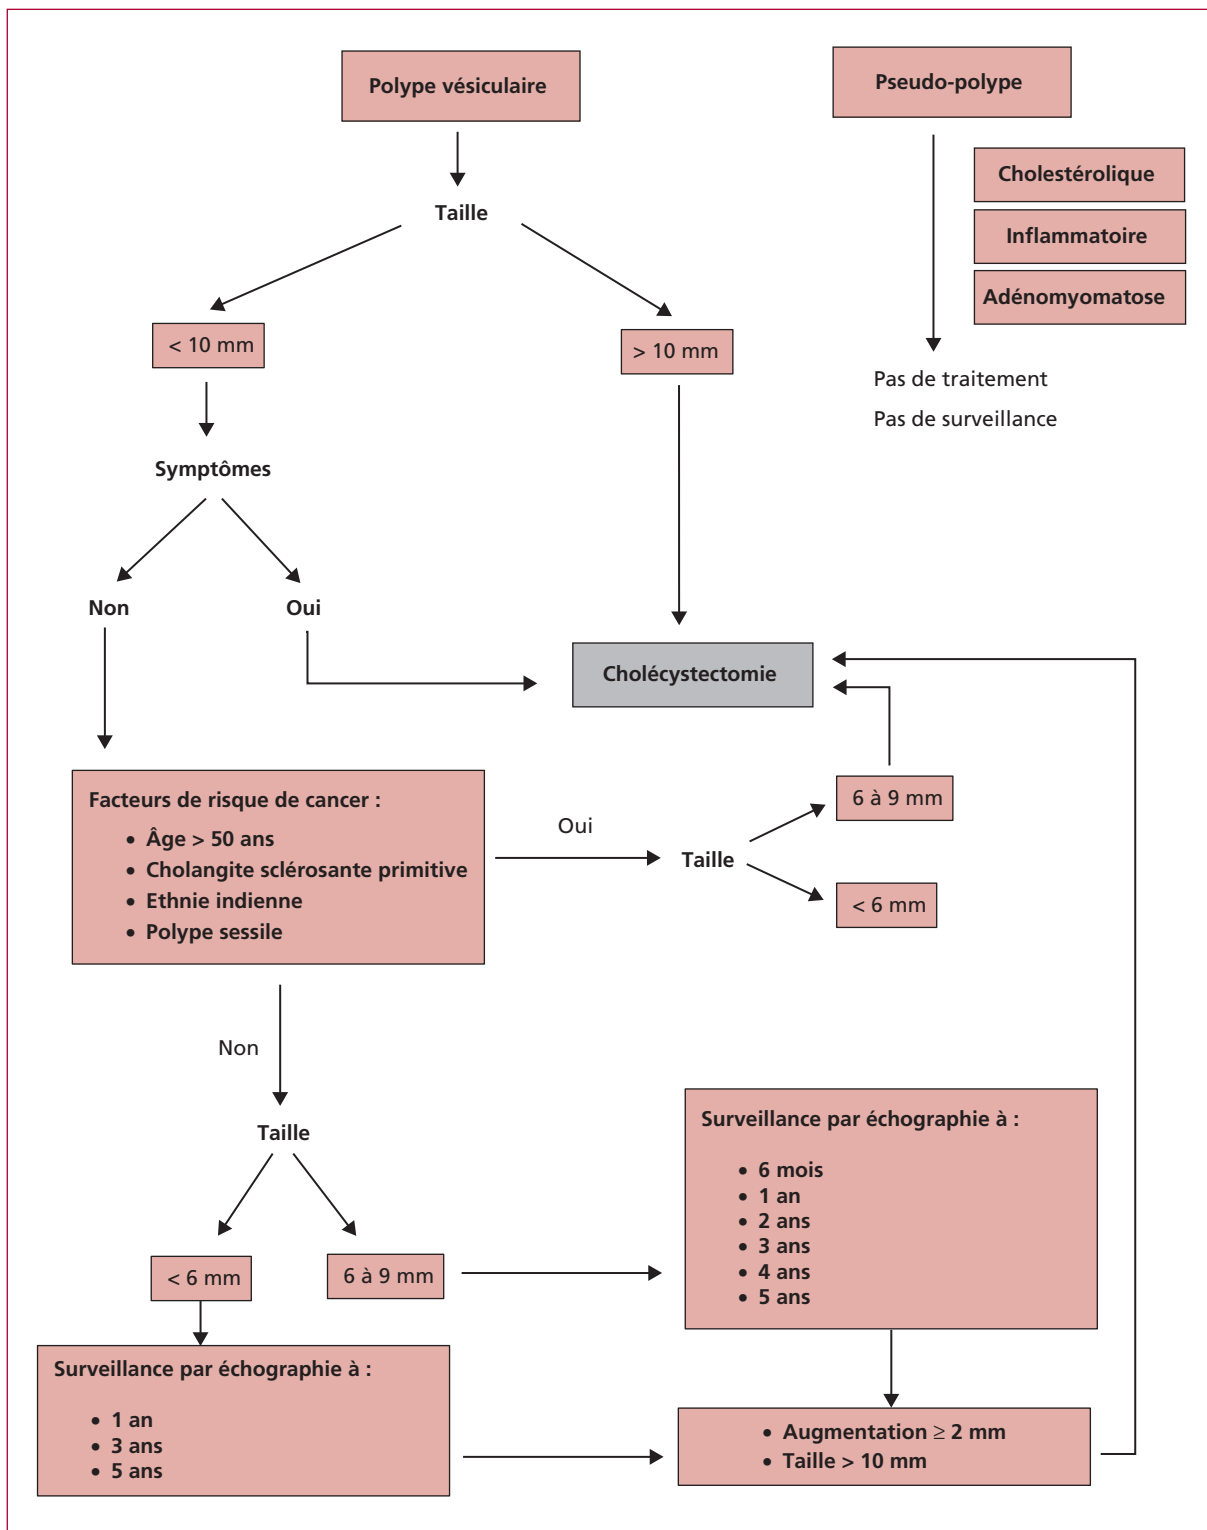 Polype vésiculaire
Pseudo-polype
Cholestérolique
Inflammatoire
Adénomyomatose
Pas de traitement
Pas de surveillance
Taille
< 10 mm
> 10 mm
Symptômes
Non
Oui
Cholécystectomie
Facteurs de risque de cancer :
• Âge > 50 ans
• Cholangite sclérosante primitive
• Ethnie indienne
• Polype sessile
Oui
Taille
6 à 9 mm
< 6 mm
Non
Taille
< 6 mm
6 à 9 mm
Surveillance par échographie à :
• 6 mois
• 1 an
• 2 ans
• 3 ans
• 4 ans
• 5 ans
Surveillance par échographie à :
• 1 an
• 3 ans
• 5 ans
• Augmentation ≥ 2 mm
• Taille > 10 mm